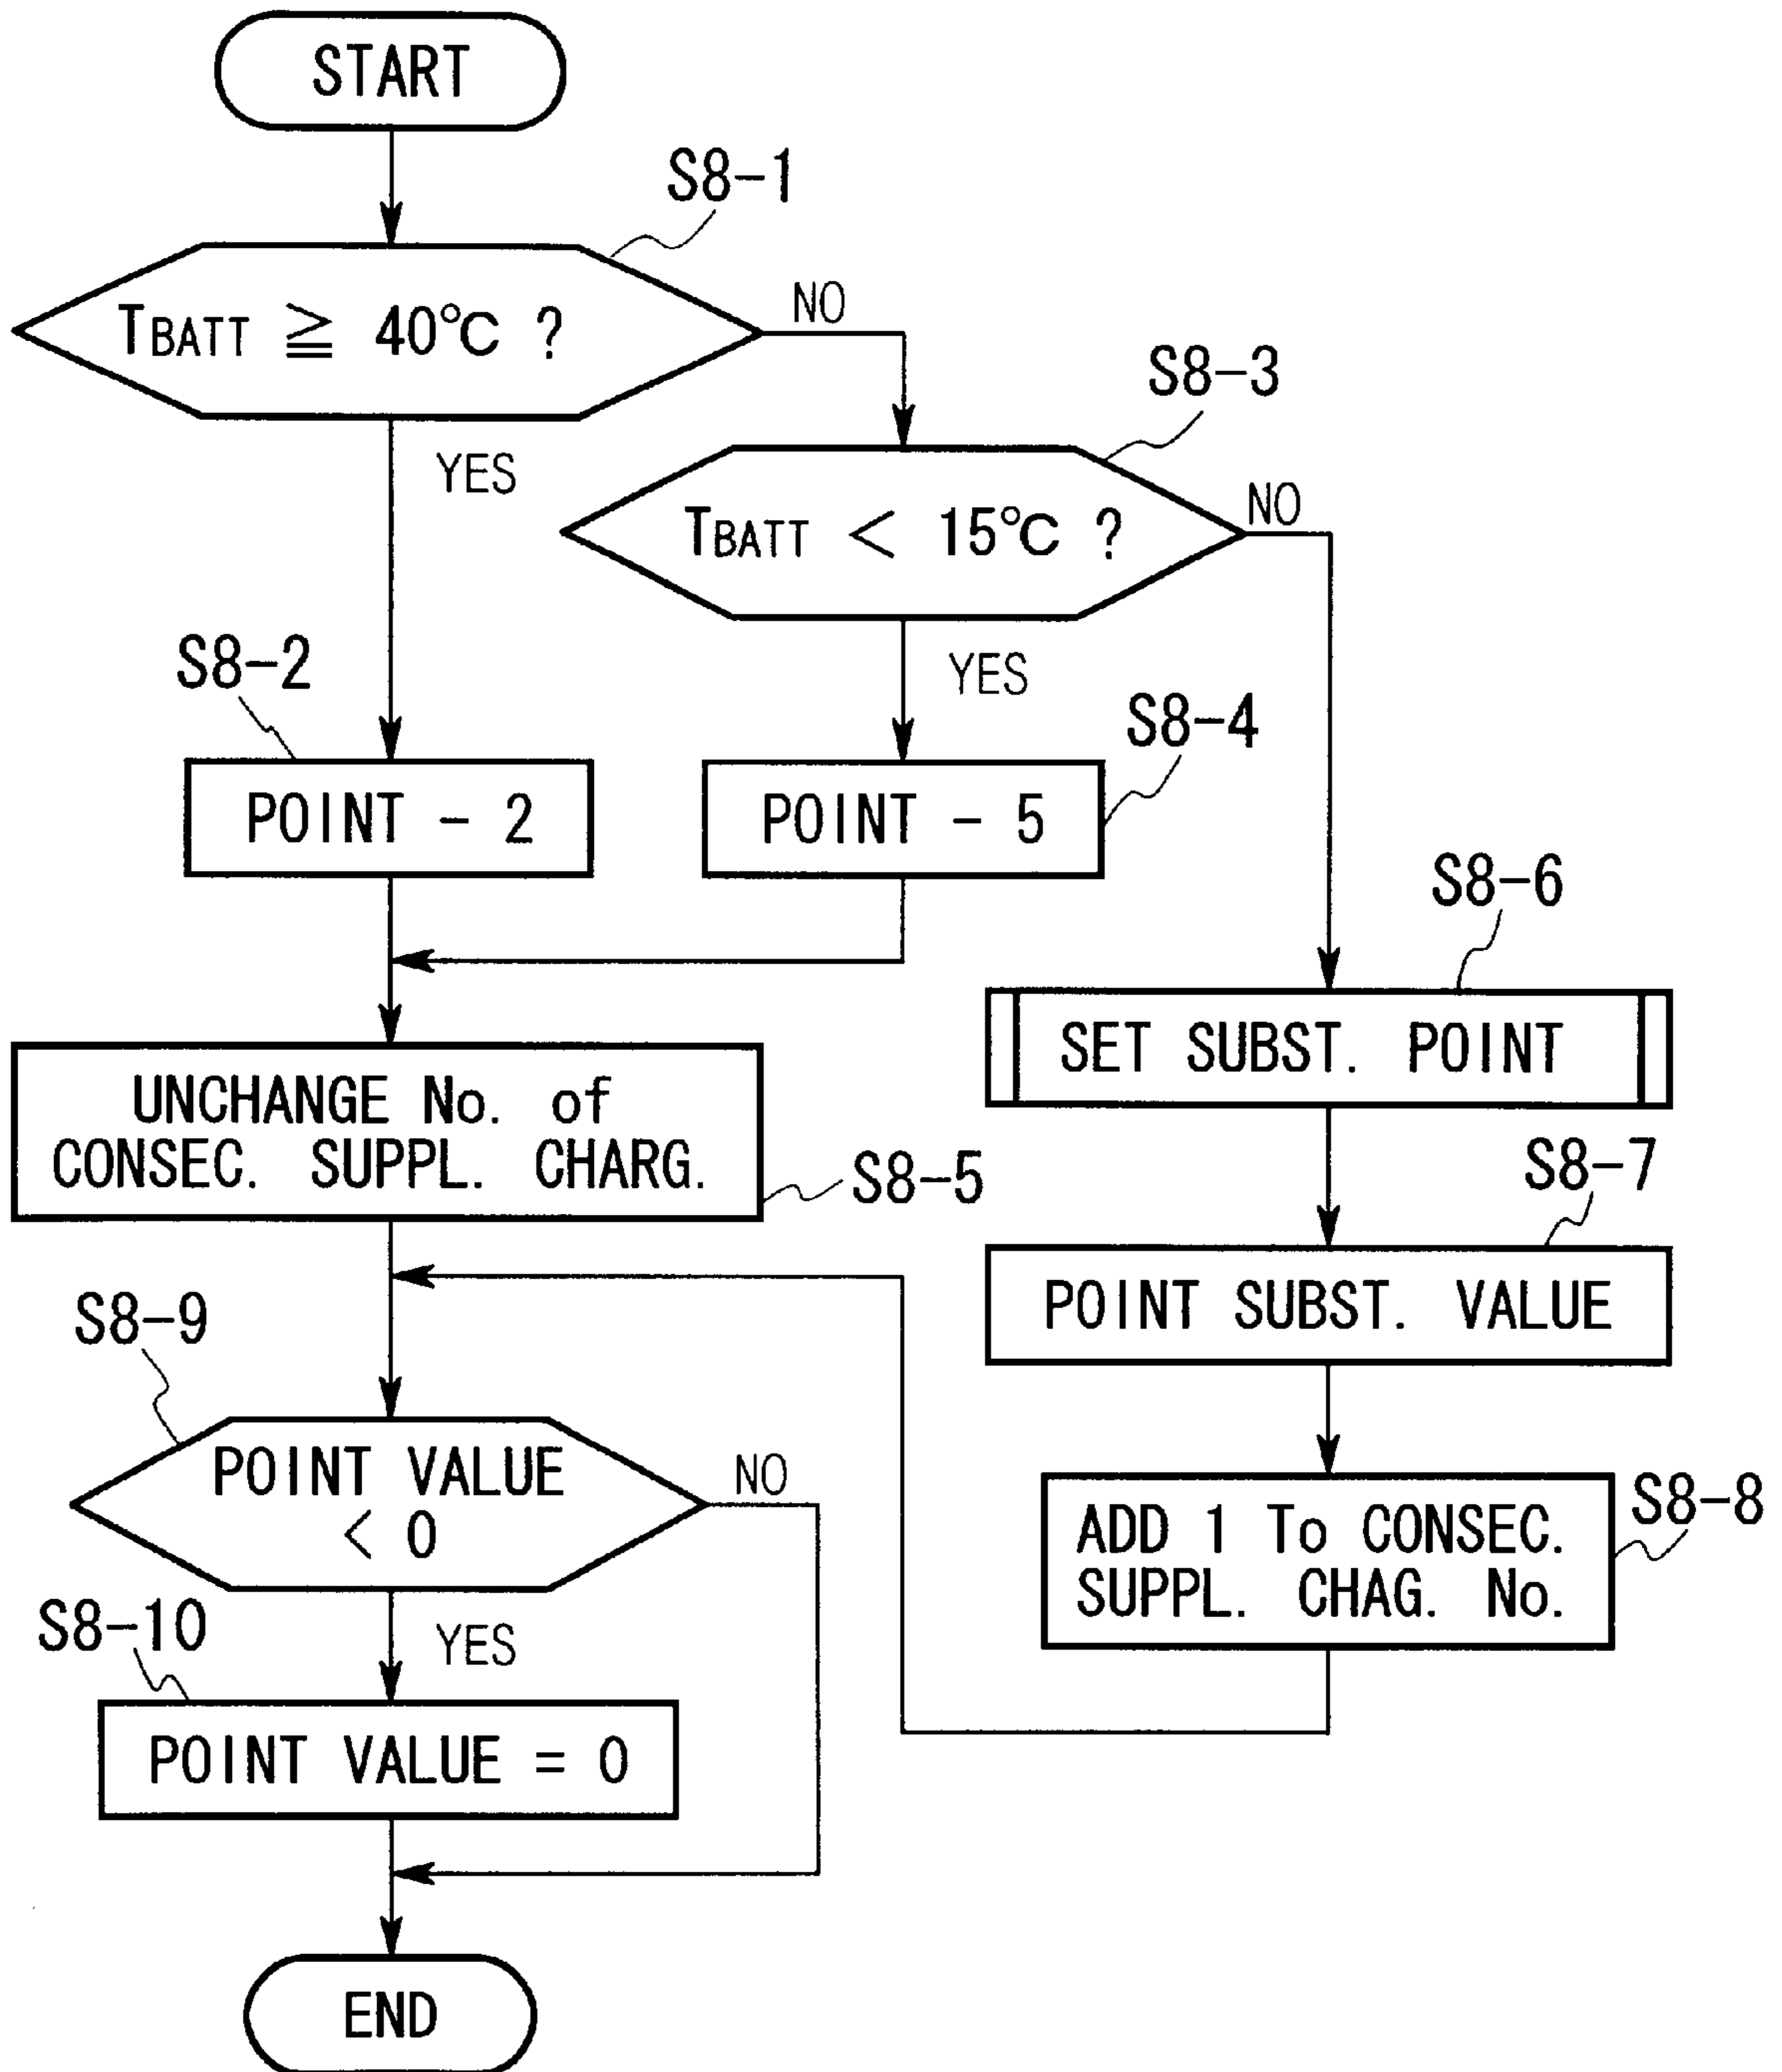 START
S8-1
TBATT ≧ 40°C ?
NO
YES
S8-3
TBATT < 15°C ?
NO
YES
S8-2
POINT - 2
S8-4
POINT - 5
S8-6
SET SUBST. POINT
UNCHANGE No. of
CONSEC. SUPPL. CHARG.
S8-5
S8-7
POINT SUBST. VALUE
S8-9
POINT VALUE
< 0
NO
YES
S8-8
ADD 1 To CONSEC.
SUPPL. CHAG. No.
S8-10
POINT VALUE = 0
END